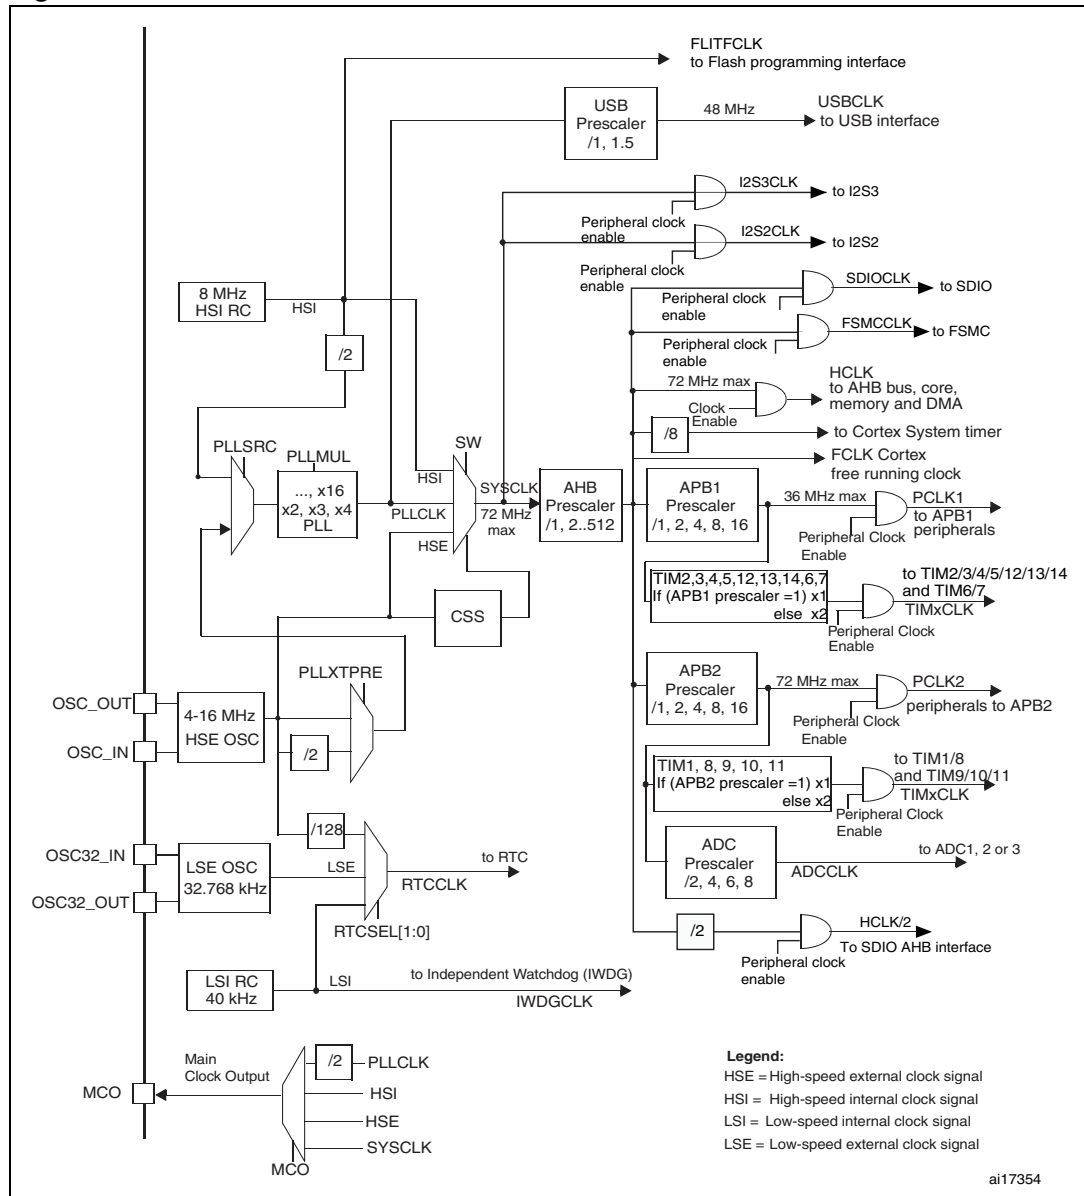 FLITFCLK
to Flash programming interface
USB
Prescaler
/1, 1.5
48 MHz
USBCLK
to USB interface
I2S3CLK
to I2S3
Peripheral clock
enable
I2S2CLK
to I2S2
Peripheral clock
enable
8 MHz
HSI RC
HSI
SDIOCLK
to SDIO
Peripheral clock
enable
FSMCCLK
to FSMC
Peripheral clock
enable
/2
HCLK
to AHB bus, core,
memory and DMA
72 MHz max
Clock
Enable
/8
to Cortex System timer
FCLK Cortex
free running clock
PLLSRC
PLLMUL
..., x16
x2, x3, x4
PLL
SW
HSI
PLLCLK
HSE
SYSCLK
72 MHz
max
AHB
Prescaler
/1, 2..512
APB1
Prescaler
/1, 2, 4, 8, 16
36 MHz max
PCLK1
to APB1
peripherals
Peripheral Clock
Enable
TIM2,3,4,5,12,13,14,6,7
If (APB1 prescaler =1) x1
else x2
to TIM2/3/4/5/12/13/14
and TIM6/7
TIMxCLK
Peripheral Clock
Enable
CSS
PLLXTPRE
OSC_OUT
OSC_IN
4-16 MHz
HSE OSC
/2
APB2
Prescaler
/1, 2, 4, 8, 16
72 MHz max
PCLK2
peripherals to APB2
Peripheral Clock
Enable
TIM1, 8, 9, 10, 11
If (APB2 prescaler =1) x1
else x2
to TIM1/8
and TIM9/10/11
TIMxCLK
Peripheral Clock
Enable
/128
OSC32_IN
OSC32_OUT
LSE OSC
32.768 kHz
LSE
to RTC
RTCCLK
RTCSEL[1:0]
ADC
Prescaler
/2, 4, 6, 8
to ADC1, 2 or 3
ADCCLK
/2
HCLK/2
To SDIO AHB interface
Peripheral clock
enable
LSI RC
40 kHz
LSI
to Independent Watchdog (IWDG)
IWDGCLK
MCO
Main
Clock Output
/2
PLLCLK
HSI
HSE
SYSCLK
MCO
Legend:
HSE = High-speed external clock signal
HSI = High-speed internal clock signal
LSI = Low-speed internal clock signal
LSE = Low-speed external clock signal
ai17354